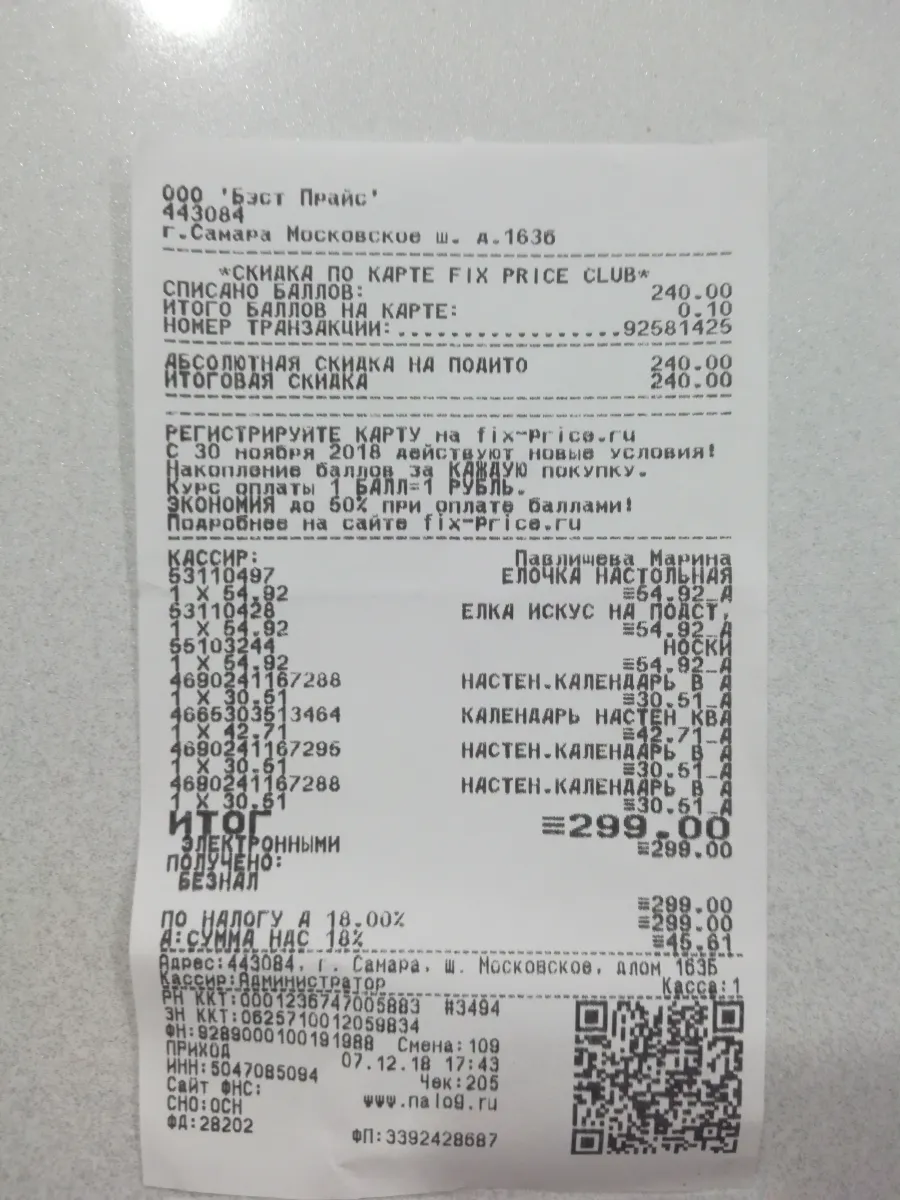 ООО 'Бэст Прайс'
443084
г.Самара Московское ш. д.163б
*СКИДКА ПО КАРТЕ FIX PRICE CLUB*
СПИСАНО БАЛЛОВ: 240.00
ИТОГО БАЛЛОВ НА КАРТЕ: 0.10
НОМЕР ТРАНЗАКЦИИ:................92581425
АБСОЛЮТНАЯ СКИДКА НА ПОДИТО 240.00
ИТОГОВАЯ СКИДКА 240.00
РЕГИСТРИРУЙТЕ КАРТУ на fix-Price.ru
С 30 ноября 2018 действуют новые условия!
Накопление баллов за КАЖДУЮ покупку.
Курс оплаты 1 БАЛЛ=1 РУБЛЬ.
ЭКОНОМИЯ до 50% при оплате баллами!
Подробнее на сайте fix-Price.ru
КАССИР: Павлищева Марина
53110497 ЕЛОЧКА НАСТОЛЬНАЯ
1 X 54.92 ≡54.92_А
53110428 ЕЛКА ИСКУС НА ПОДСТ,
1 X 54.92 ≡54.92_А
55103244 НОСКИ
1 X 54.92 ≡54.92_А
4690241167288 НАСТЕН.КАЛЕНДАРЬ В А
1 X 30.51 ≡30.51_А
4665303513464 КАЛЕНДАРЬ НАСТЕН КВА
1 X 42.71 ≡42.71_А
4690241167295 НАСТЕН.КАЛЕНДАРЬ В А
1 X 30.51 ≡30.51_А
4690241167288 НАСТЕН.КАЛЕНДАРЬ В А
1 X 30.51 ≡30.51_А
ИТОГ ≡299.00
ЭЛЕКТРОННЫМИ ≡299.00
ПОЛУЧЕНО:
БЕЗНАЛ ≡299.00
ПО НАЛОГУ А 18.00% ≡299.00
А:СУММА НДС 18% ≡45.61
Адрес:443084, г. Самара, ш. Московское, длом 163Б
Кассир:Администратор Касса:1
РН ККТ:0001236747005883 #3494
ЗН ККТ:0625710012059834
ФН:9289000100191988 Смена:109
ПРИХОД 07.12.18 17:43
ИНН:5047085094 Чек:205
Сайт ФНС: www.nalog.ru
СНО:ОСН
ФД:28202 ФП:3392428687